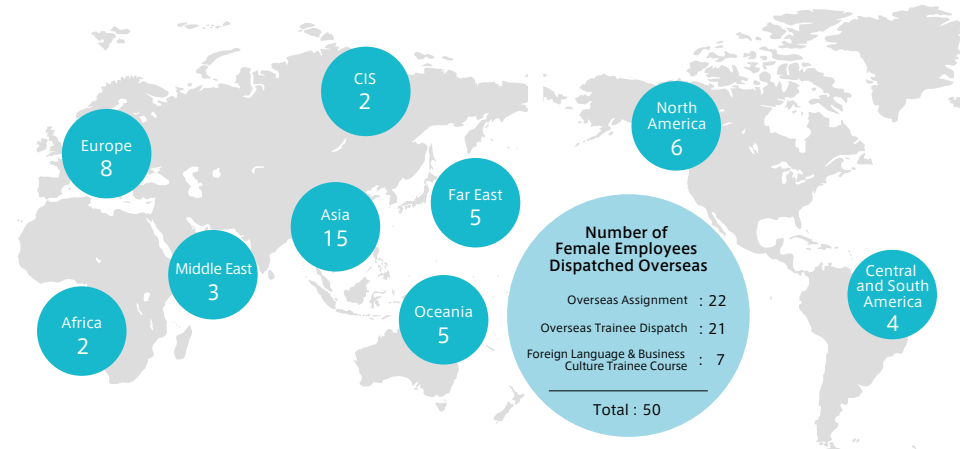 CIS
2
North
America
6
Europe
8
Far East
5
Asia
15
Middle East
3
Number of
Female Employees
Dispatched Overseas
Overseas Assignment : 22
Overseas Trainee Dispatch : 21
Foreign Language & Business
Culture Trainee Course : 7
Total : 50
Central
and South
America
4
Oceania
5
Africa
2